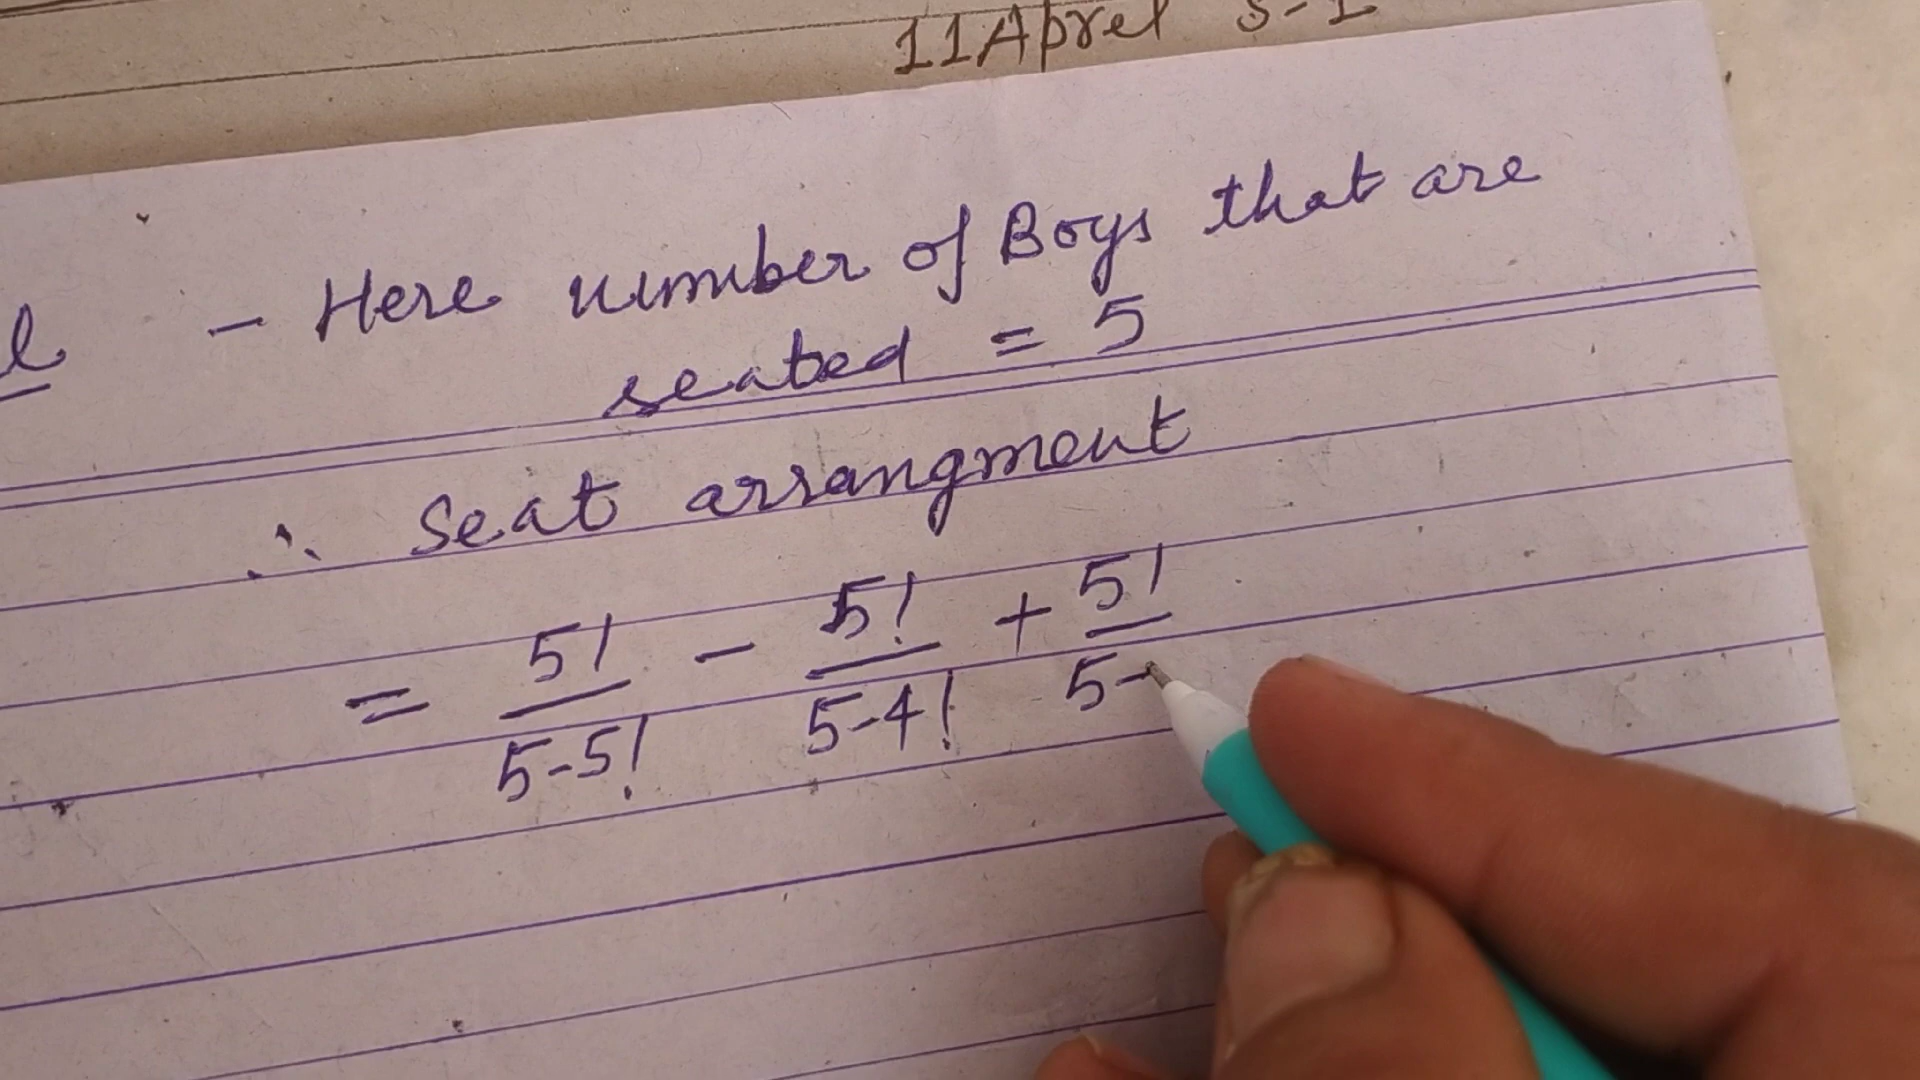 11Aprel S-1
l - Here number of Boys that are
seated = 5
∴ Seat arrangment
= 5!/5-5! - 5!/5-4! + 5!/5-